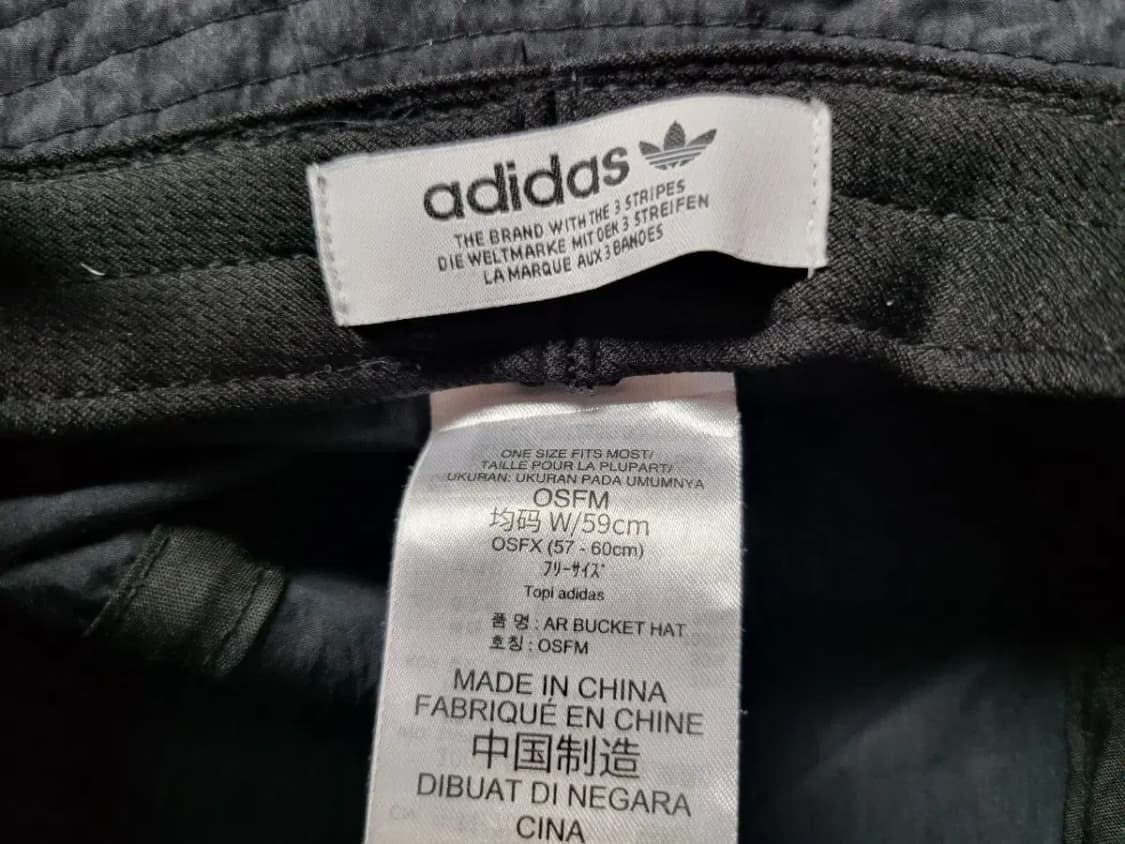 adidas
THE BRAND WITH THE 3 STRIPES
DIE WELTMARKE MIT DEN 3 STREIFEN
LA MARQUE AUX 3 BANDES
ONE SIZE FITS MOST/
TAILLE POUR LA PLUPART/
UKURAN: UKURAN PADA UMUMNYA
OSFM
均码 W/59cm
OSFX (57 - 60cm)
ﾌﾘｰｻｲｽﾞ
Topi adidas
품 명 : AR BUCKET HAT
호칭 : OSFM
MADE IN CHINA
FABRIQUÉ EN CHINE
中国制造
DIBUAT DI NEGARA
CINA